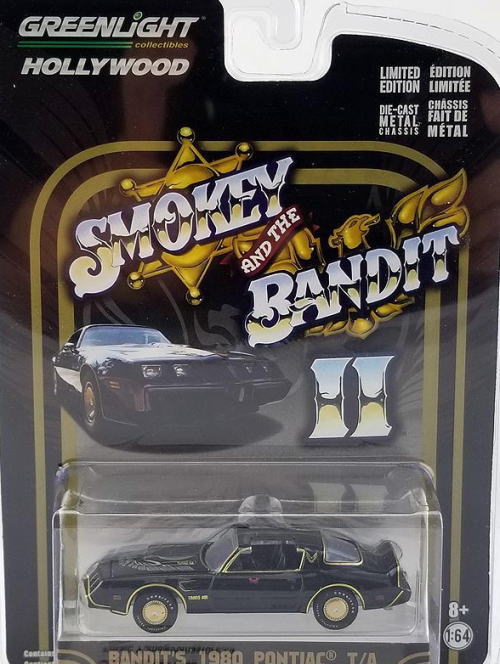 GREENLIGHT
collectibles
HOLLYWOOD
LIMITED ÉDITION
EDITION LIMITÉE
DIE-CAST CHÂSSIS
METAL FAIT DE
CHASSIS MÉTAL
SMOKEY
AND THE
BANDIT
II
8+
1:64
BANDIT'S 1980 PONTIAC® T/A